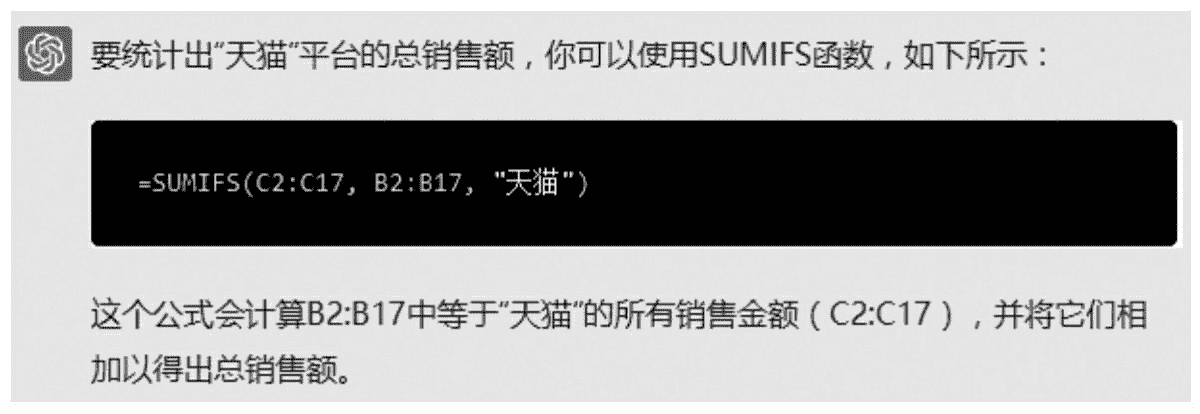 要统计出“天猫”平台的总销售额，你可以使用SUMIFS函数，如下所示：
=SUMIFS(C2:C17, B2:B17, "天猫")
这个公式会计算B2:B17中等于“天猫”的所有销售金额（C2:C17），并将它们相
加以得出总销售额。